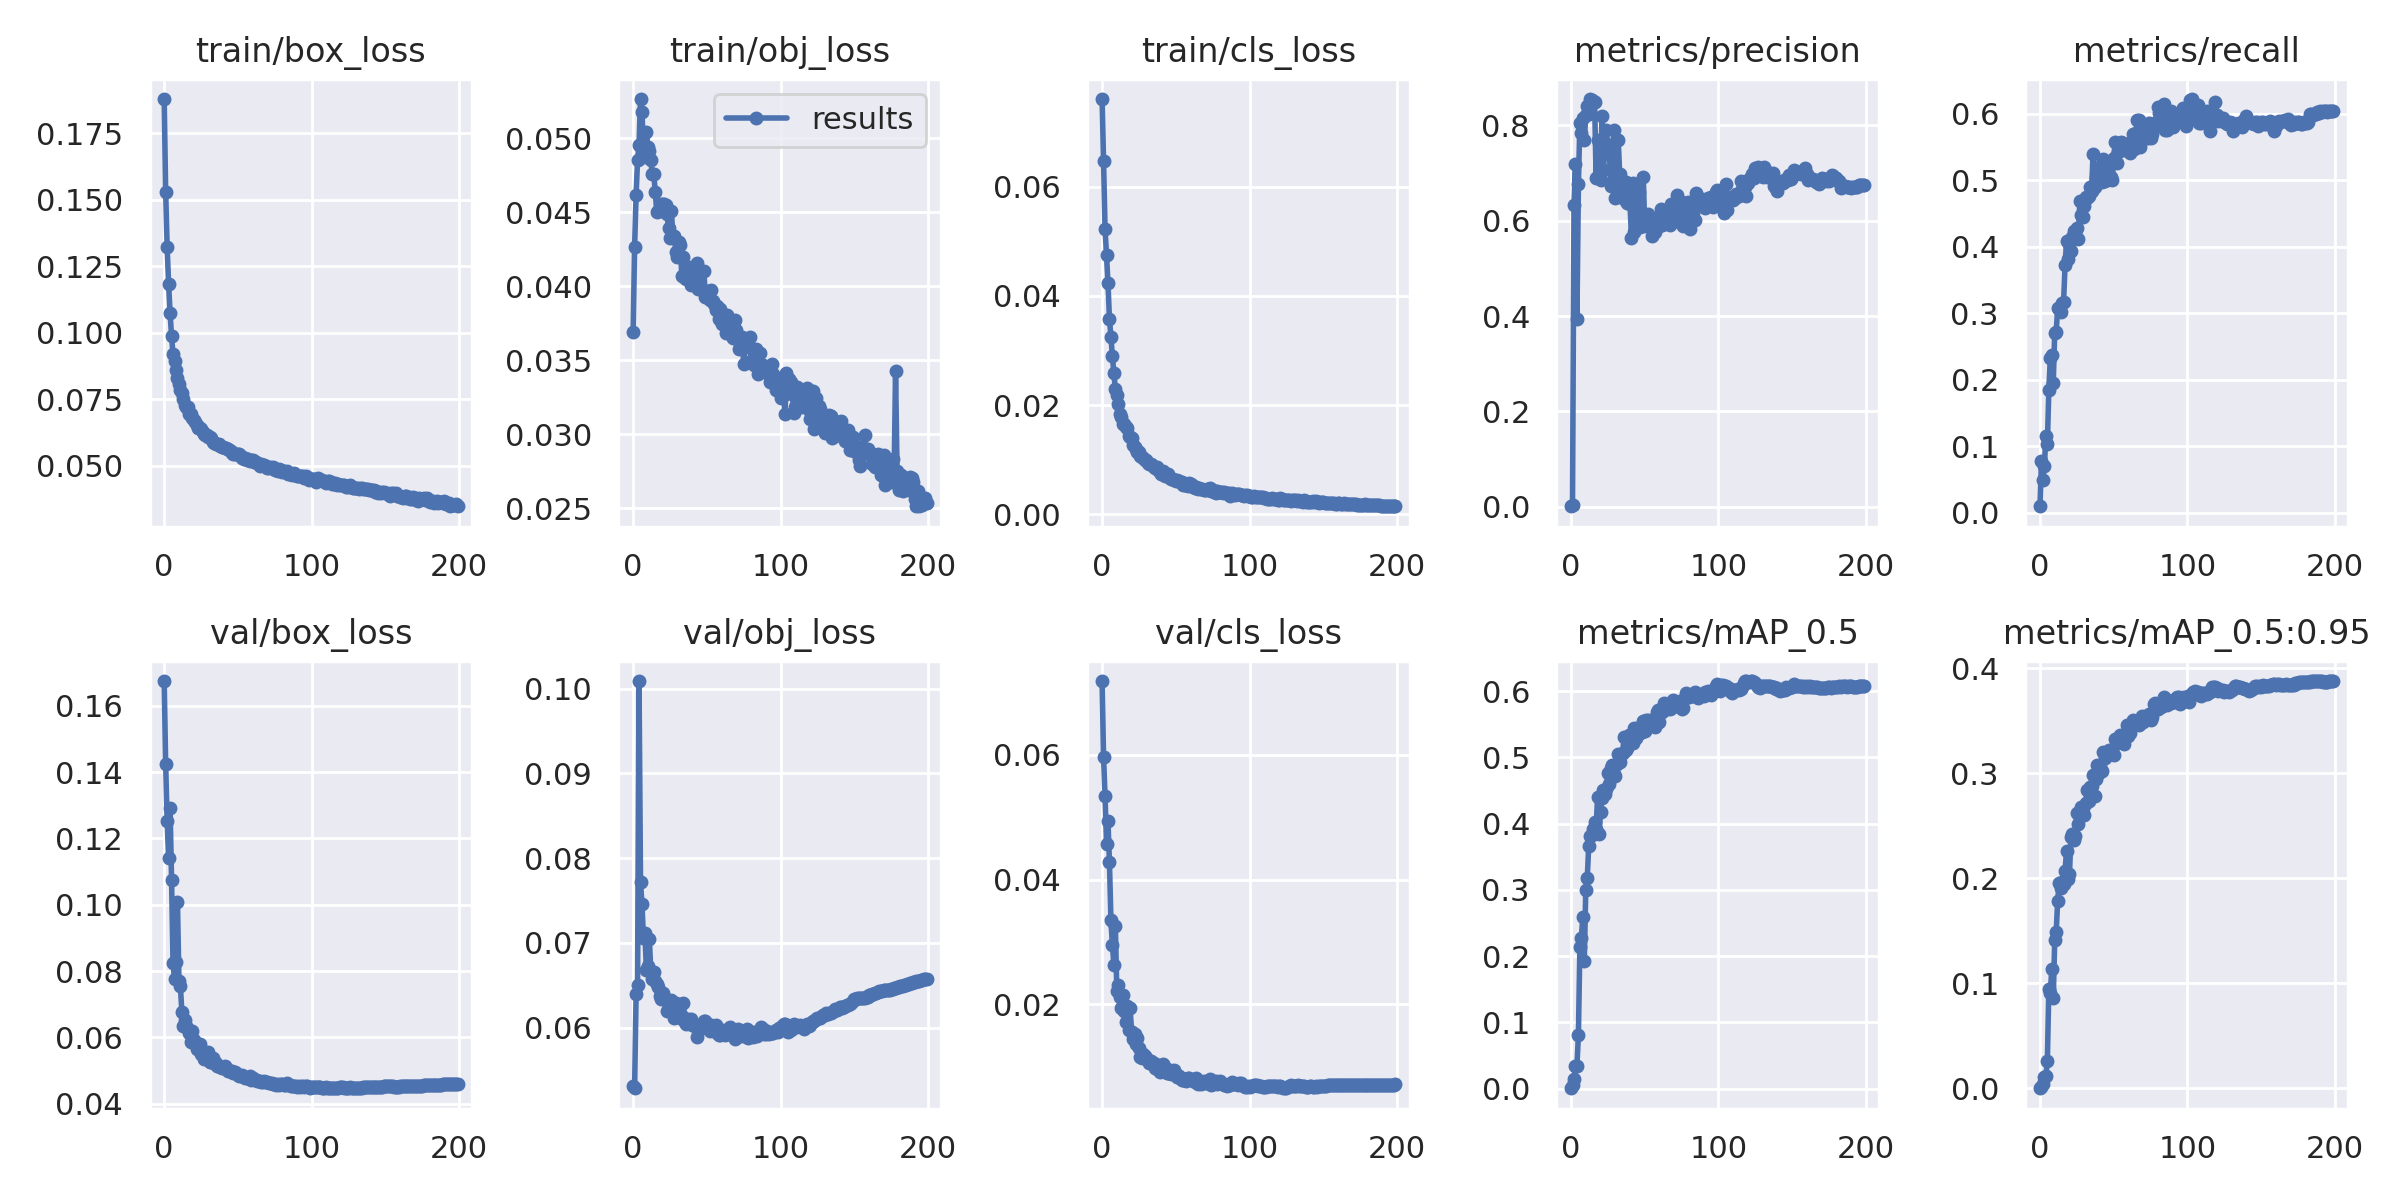 train/box_loss
train/obj_loss
train/cls_loss
metrics/precision
metrics/recall
0.175
0.150
0.125
0.100
0.075
0.050
0 100 200
0.050
0.045
0.040
0.035
0.030
0.025
results
0 100 200
0.06
0.04
0.02
0.00
0 100 200
0.8
0.6
0.4
0.2
0.0
0 100 200
0.6
0.5
0.4
0.3
0.2
0.1
0.0
0 100 200
val/box_loss
val/obj_loss
val/cls_loss
metrics/mAP_0.5
metrics/mAP_0.5:0.95
0.16
0.14
0.12
0.10
0.08
0.06
0.04
0 100 200
0.10
0.09
0.08
0.07
0.06
0 100 200
0.06
0.04
0.02
0 100 200
0.6
0.5
0.4
0.3
0.2
0.1
0.0
0 100 200
0.4
0.3
0.2
0.1
0.0
0 100 200